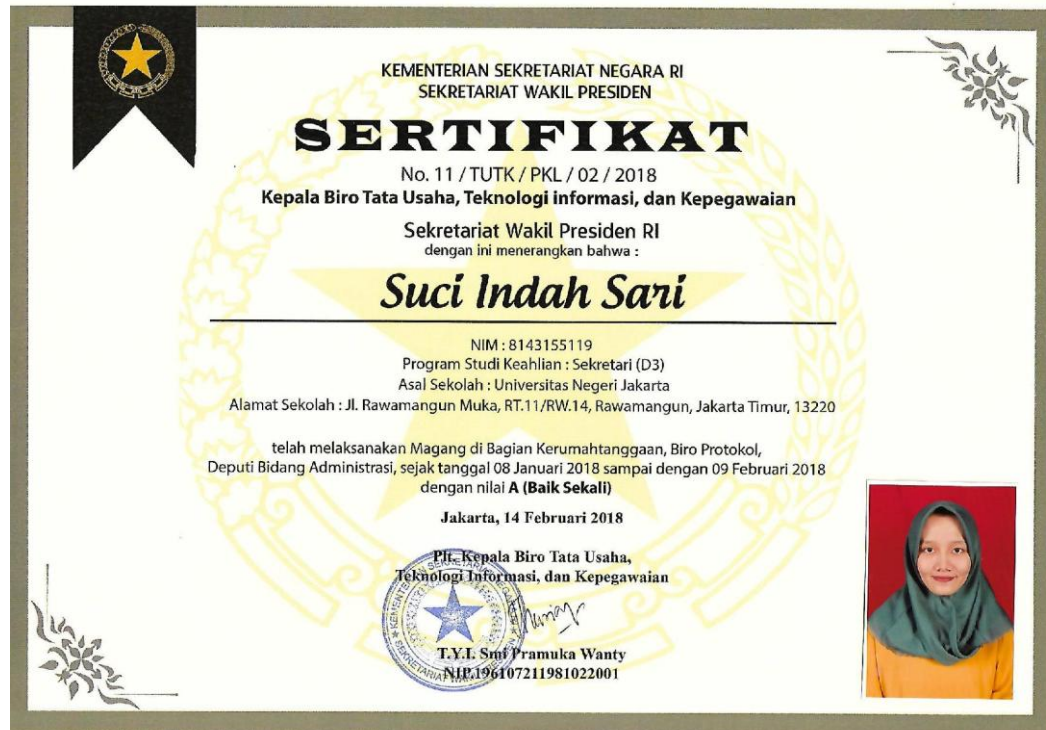 KEMENTERIAN SEKRETARIAT NEGARA RI
SEKRETARIAT WAKIL PRESIDEN
SERTIFIKAT
No. 11 / TUTK / PKL / 02 / 2018
Kepala Biro Tata Usaha, Teknologi informasi, dan Kepegawaian
Sekretariat Wakil Presiden RI
dengan ini menerangkan bahwa :
Suci Indah Sari
NIM : 8143155119
Program Studi Keahlian : Sekretari (D3)
Asal Sekolah : Universitas Negeri Jakarta
Alamat Sekolah : Jl. Rawamangun Muka, RT.11/RW.14, Rawamangun, Jakarta Timur, 13220
telah melaksanakan Magang di Bagian Kerumahtanggaan, Biro Protokol,
Deputi Bidang Administrasi, sejak tanggal 08 Januari 2018 sampai dengan 09 Februari 2018
dengan nilai A (Baik Sekali)
Jakarta, 14 Februari 2018
Plt. Kepala Biro Tata Usaha,
Teknologi Informasi, dan Kepegawaian
T.Y.I. Smf Pramuka Wanty
NIP.196107211981022001